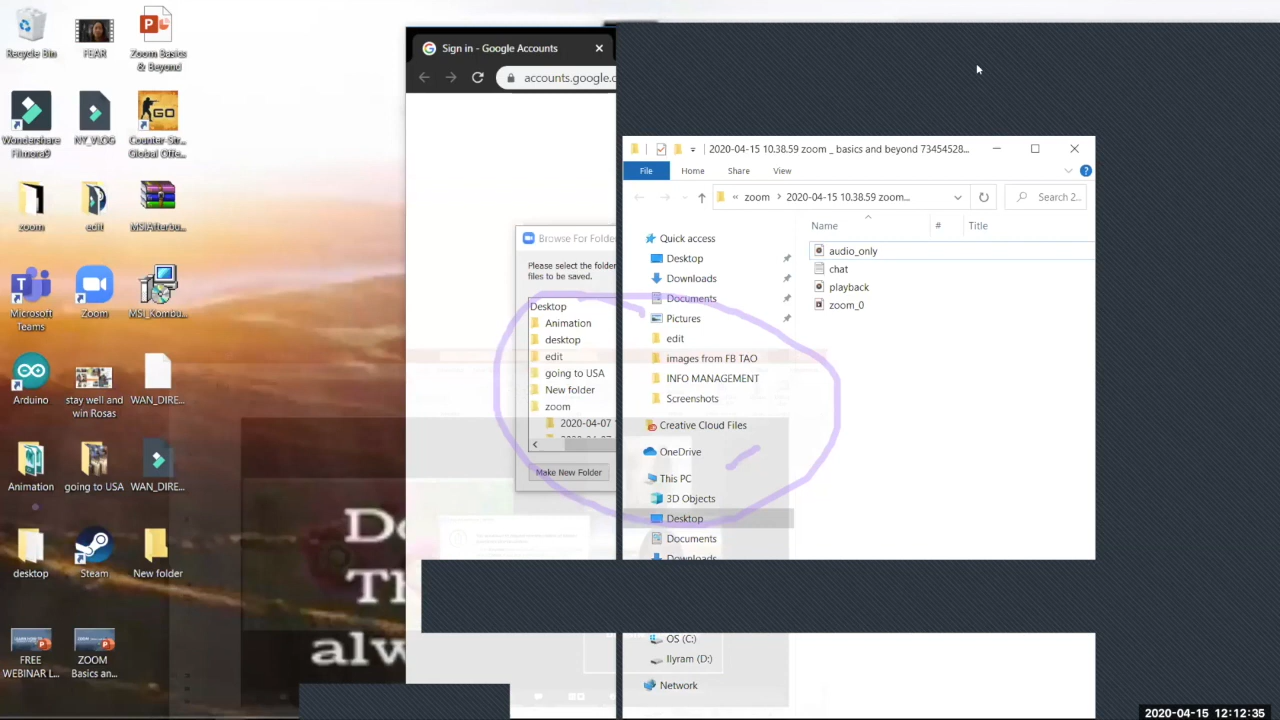 Recycle Bin
FEAR
Zoom Basics
& Beyond
Wondershare
Filmora9
NY_VLOG
Counter-Str...
Global Offe...
zoom
edit
MSIAfterbu...
Microsoft
Teams
Zoom
MSI_Kombu...
Arduino
stay well and
win Rosas
WAN_DIRE...
Animation
going to USA
WAN_DIRE...
desktop
Steam
New folder
FREE
WEBINAR L...
ZOOM
Basics an...
Sign in - Google Accounts
accounts.google.c
Browse For Folde
Please select the folder
files to be saved.
Desktop
Animation
desktop
edit
going to USA
New folder
zoom
2020-04-07
Make New Folder
2020-04-15 10.38.59 zoom _ basics and beyond 73454528...
File Home Share View
« zoom > 2020-04-15 10.38.59 zoom...
Search 2...
Name # Title
Quick access
Desktop
Downloads
Documents
Pictures
edit
images from FB TAO
INFO MANAGEMENT
Screenshots
Creative Cloud Files
OneDrive
This PC
3D Objects
Desktop
Documents
Downloads
OS (C:)
Ilyram (D:)
Network
audio_only
chat
playback
zoom_0
Do
Th
alw
2020-04-15 12:12:35